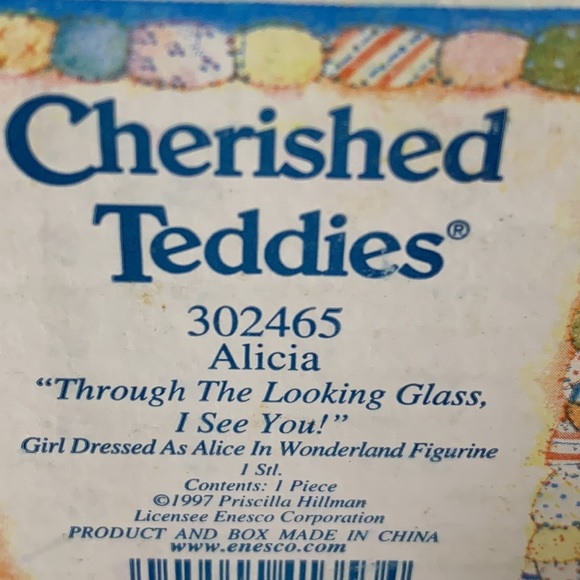 Cherished
Teddies®
302465
Alicia
“Through The Looking Glass,
I See You!”
Girl Dressed As Alice In Wonderland Figurine
1 Stl.
Contents: 1 Piece
©1997 Priscilla Hillman
Licensee Enesco Corporation
PRODUCT AND BOX MADE IN CHINA
www.enesco.com